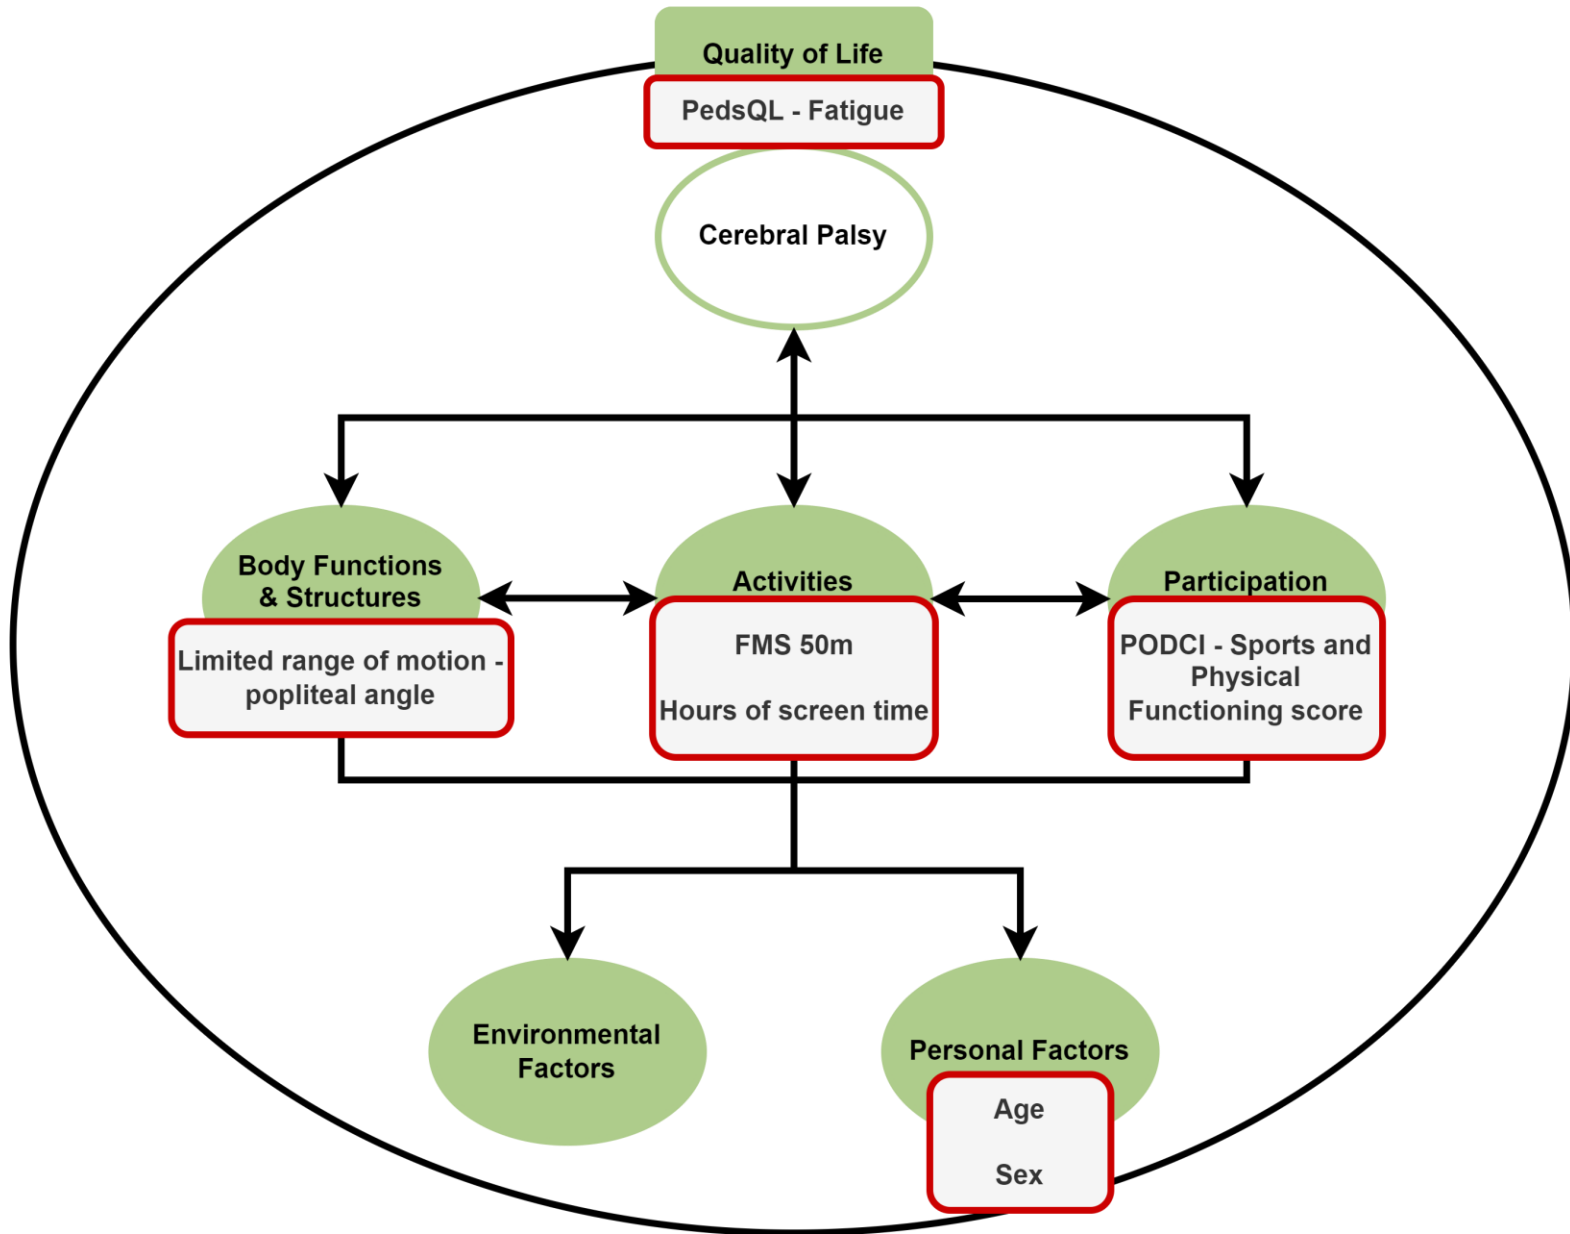 Quality of Life
PedsQL - Fatigue
Cerebral Palsy
Body Functions
& Structures
Limited range of motion -
popliteal angle
Activities
FMS 50m
Hours of screen time
Participation
PODCI - Sports and
Physical
Functioning score
Environmental
Factors
Personal Factors
Age
Sex